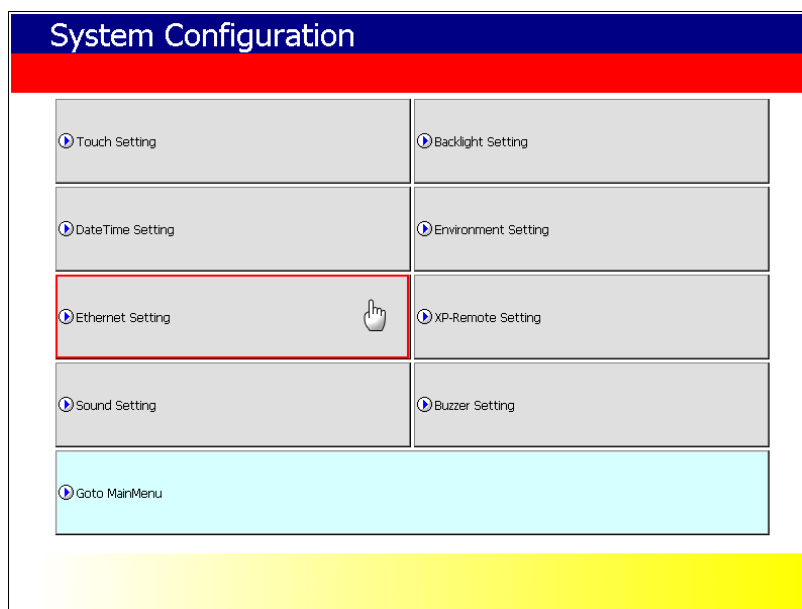 System Configuration
Touch Setting
Backlight Setting
DateTime Setting
Environment Setting
Ethernet Setting
XP-Remote Setting
Sound Setting
Buzzer Setting
Goto MainMenu